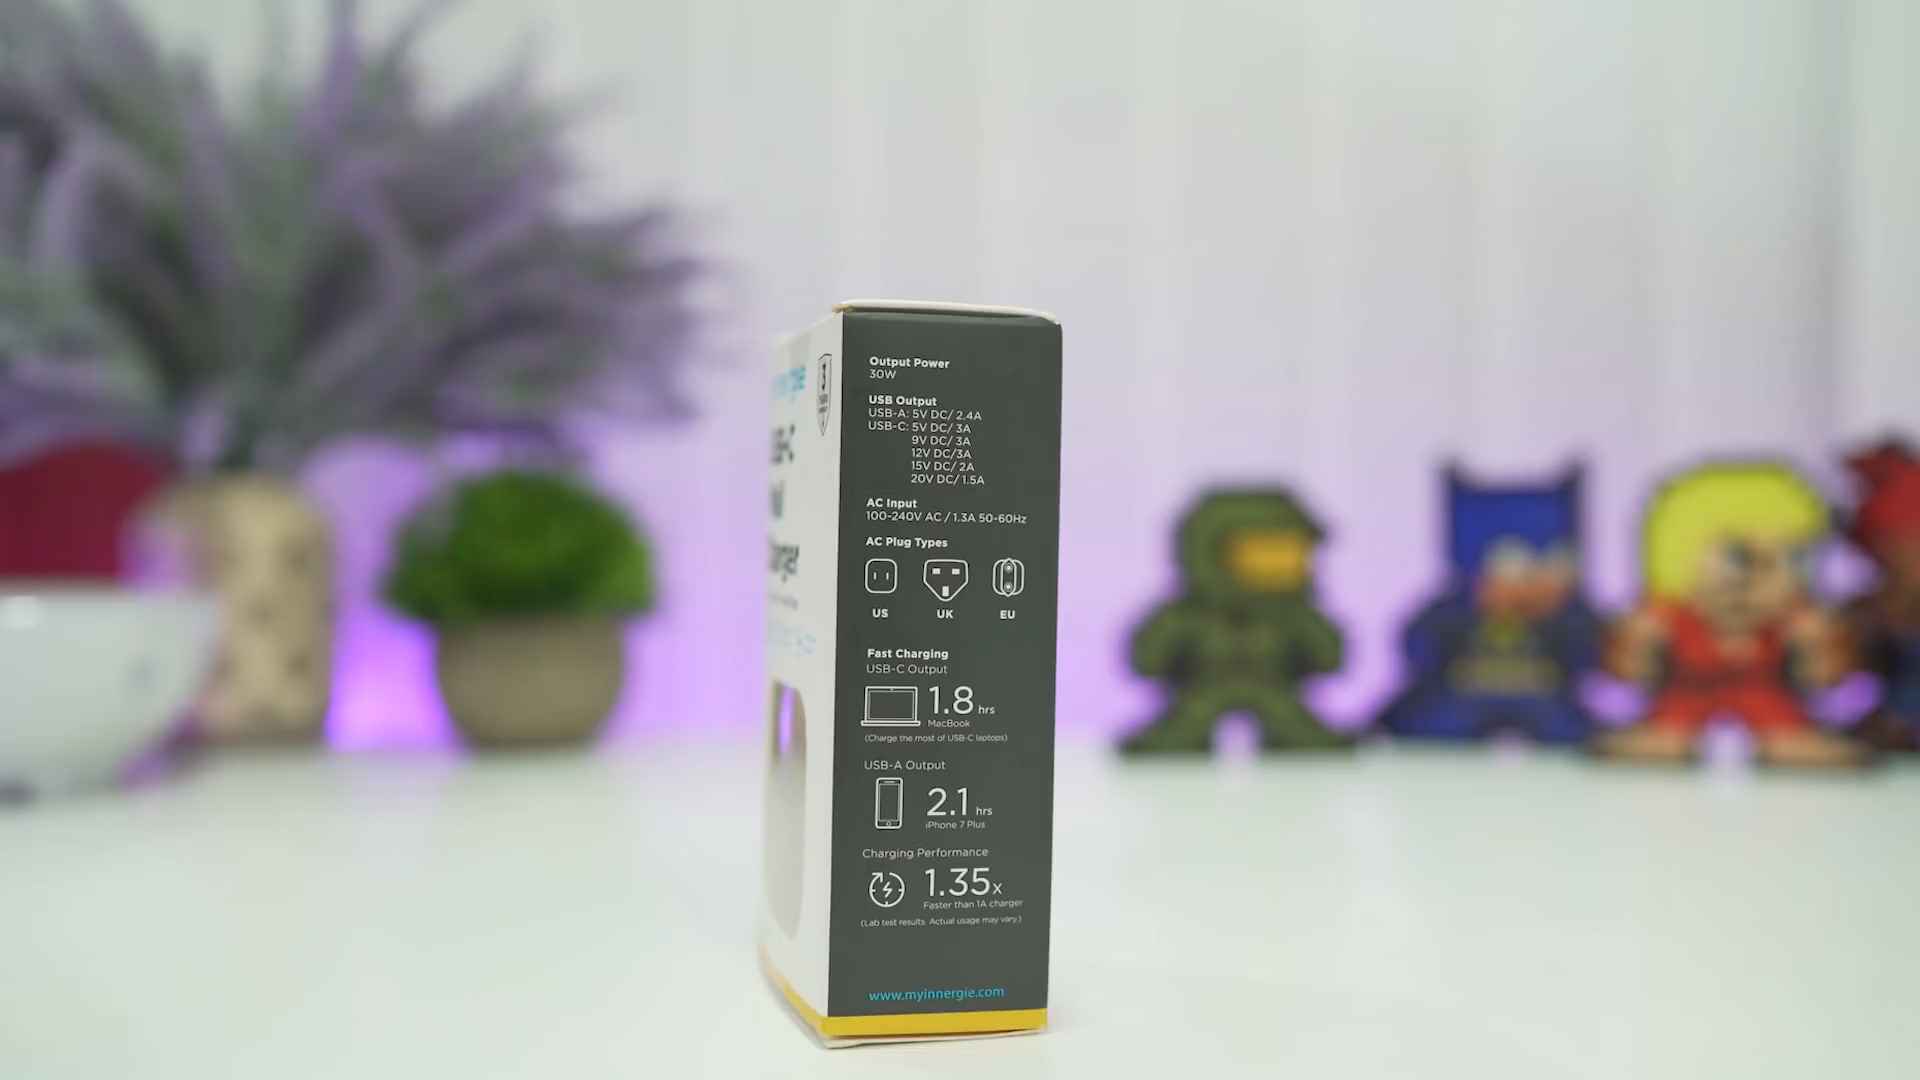 Output Power
30W
USB Output
USB-A: 5V DC/ 2.4A
USB-C: 5V DC/ 3A
9V DC/ 3A
12V DC/3A
15V DC/ 2A
20V DC/ 1.5A
AC Input
100-240V AC / 1.3A 50-60Hz
AC Plug Types
US UK EU
Fast Charging
USB-C Output
1.8 hrs
MacBook
(Charge the most of USB-C laptops)
USB-A Output
2.1 hrs
iPhone 7 Plus
Charging Performance
1.35x
Faster than 1A charger
(Lab test results. Actual usage may vary.)
www.myinnergie.com